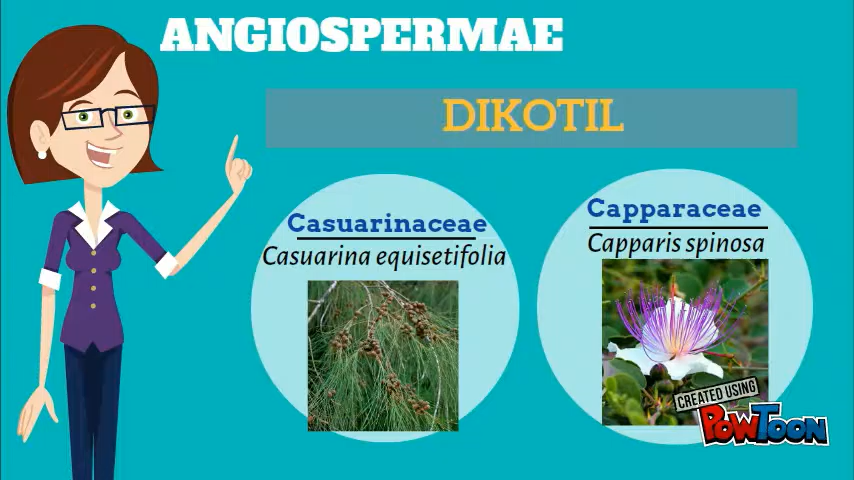 ANGIOSPERMAE
DIKOTIL
Casuarinaceae
Casuarina equisetifolia
Capparaceae
Capparis spinosa
CREATED USING
POWTOON